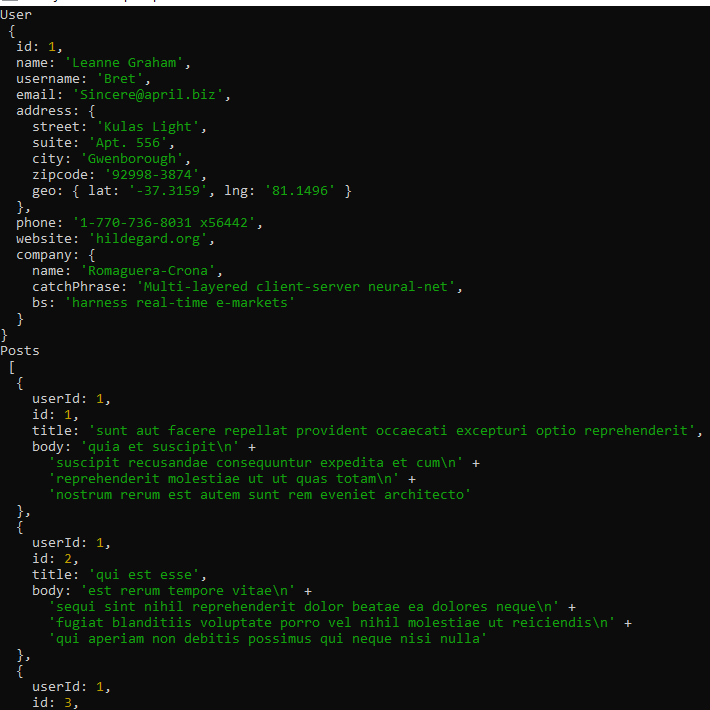 User
 {
  id: 1,
  name: 'Leanne Graham',
  username: 'Bret',
  email: 'Sincere@april.biz',
  address: {
    street: 'Kulas Light',
    suite: 'Apt. 556',
    city: 'Gwenborough',
    zipcode: '92998-3874',
    geo: { lat: '-37.3159', lng: '81.1496' }
  },
  phone: '1-770-736-8031 x56442',
  website: 'hildegard.org',
  company: {
    name: 'Romaguera-Crona',
    catchPhrase: 'Multi-layered client-server neural-net',
    bs: 'harness real-time e-markets'
  }
}
Posts
 [
  {
    userId: 1,
    id: 1,
    title: 'sunt aut facere repellat provident occaecati excepturi optio reprehenderit',
    body: 'quia et suscipit\n' +
      'suscipit recusandae consequuntur expedita et cum\n' +
      'reprehenderit molestiae ut ut quas totam\n' +
      'nostrum rerum est autem sunt rem eveniet architecto'
  },
  {
    userId: 1,
    id: 2,
    title: 'qui est esse',
    body: 'est rerum tempore vitae\n' +
      'sequi sint nihil reprehenderit dolor beatae ea dolores neque\n' +
      'fugiat blanditiis voluptate porro vel nihil molestiae ut reiciendis\n' +
      'qui aperiam non debitis possimus qui neque nisi nulla'
  },
  {
    userId: 1,
    id: 3,